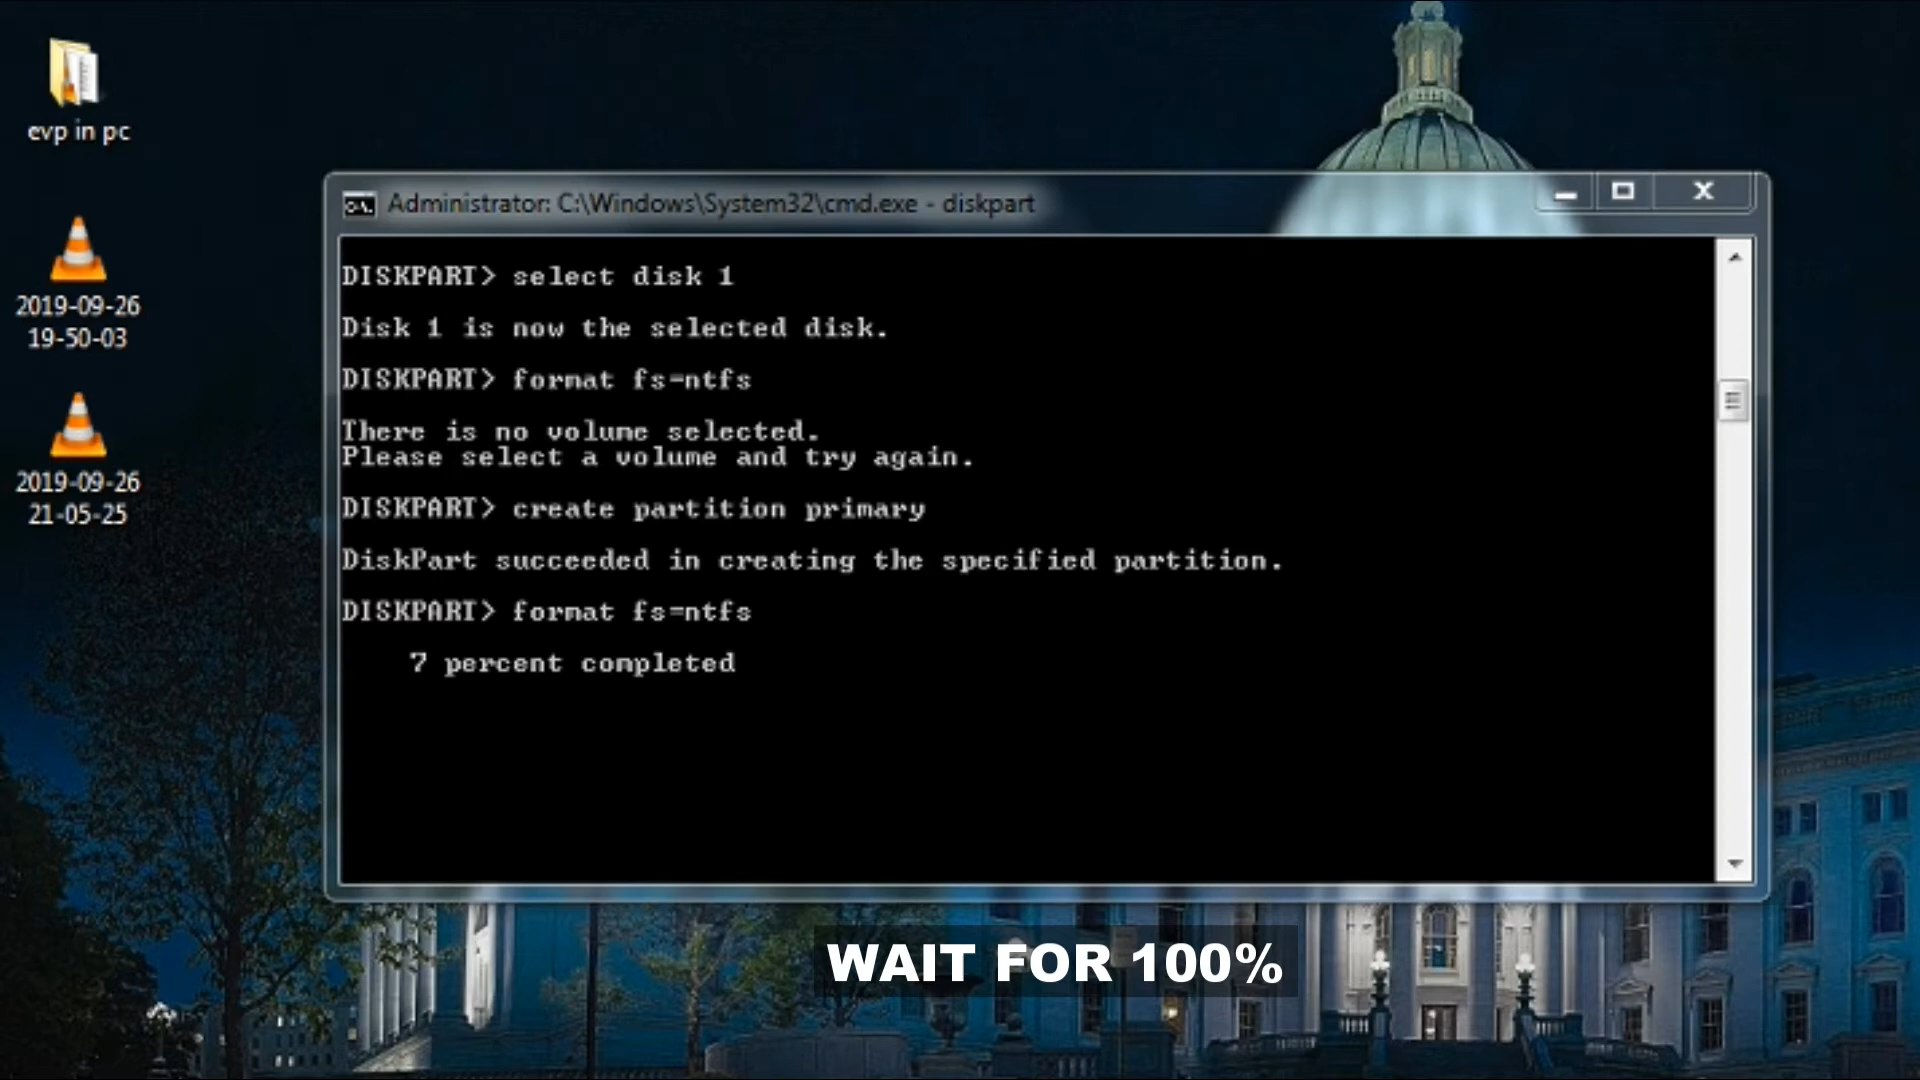 evp in pc
2019-09-26
19-50-03
2019-09-26
21-05-25
Administrator: C:\Windows\System32\cmd.exe - diskpart
DISKPART> select disk 1
Disk 1 is now the selected disk.
DISKPART> format fs=ntfs
There is no volume selected.
Please select a volume and try again.
DISKPART> create partition primary
DiskPart succeeded in creating the specified partition.
DISKPART> format fs=ntfs
7 percent completed
WAIT FOR 100%